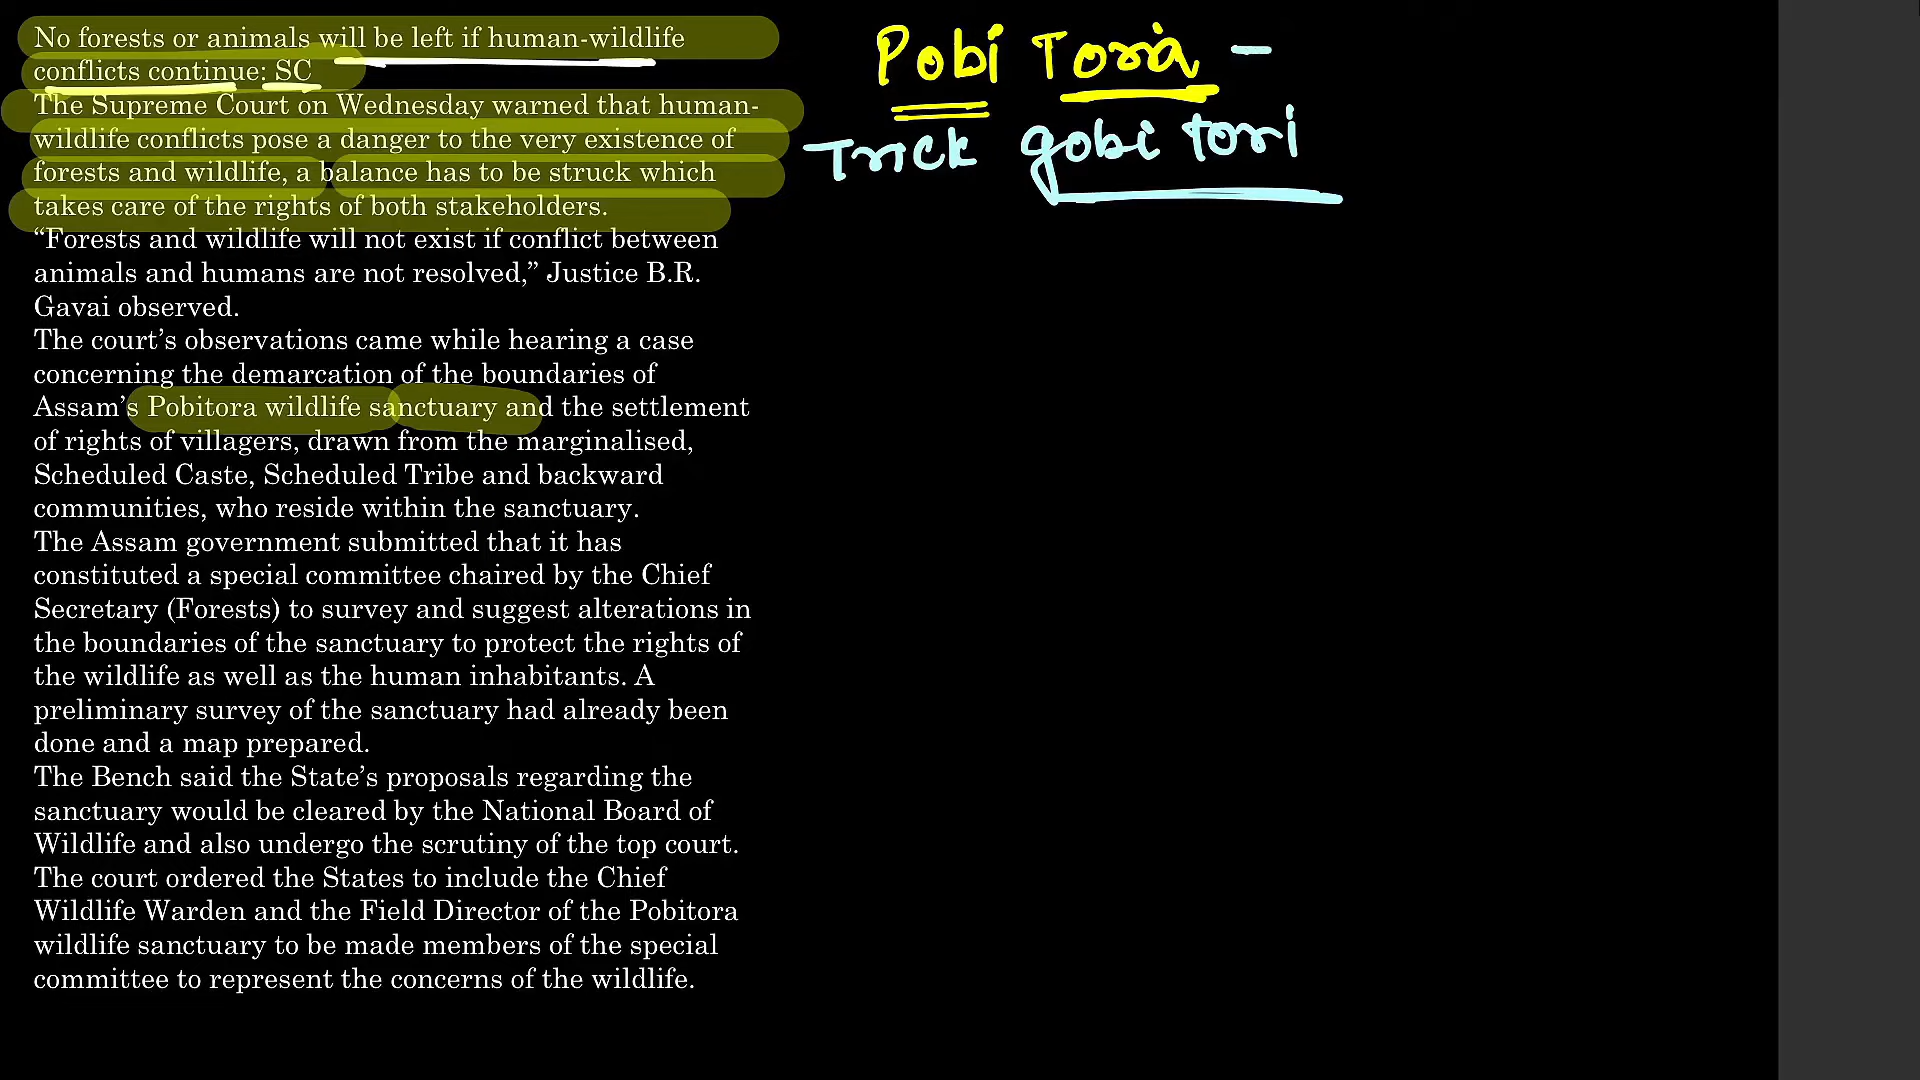 No forests or animals will be left if human-wildlife
conflicts continue: SC
The Supreme Court on Wednesday warned that human-
wildlife conflicts pose a danger to the very existence of
forests and wildlife, a balance has to be struck which
takes care of the rights of both stakeholders.
“Forests and wildlife will not exist if conflict between
animals and humans are not resolved,” Justice B.R.
Gavai observed.
The court’s observations came while hearing a case
concerning the demarcation of the boundaries of
Assam’s Pobitora wildlife sanctuary and the settlement
of rights of villagers, drawn from the marginalised,
Scheduled Caste, Scheduled Tribe and backward
communities, who reside within the sanctuary.
The Assam government submitted that it has
constituted a special committee chaired by the Chief
Secretary (Forests) to survey and suggest alterations in
the boundaries of the sanctuary to protect the rights of
the wildlife as well as the human inhabitants. A
preliminary survey of the sanctuary had already been
done and a map prepared.
The Bench said the State’s proposals regarding the
sanctuary would be cleared by the National Board of
Wildlife and also undergo the scrutiny of the top court.
The court ordered the States to include the Chief
Wildlife Warden and the Field Director of the Pobitora
wildlife sanctuary to be made members of the special
committee to represent the concerns of the wildlife.
Pobi Tora -
Trick gobi tori